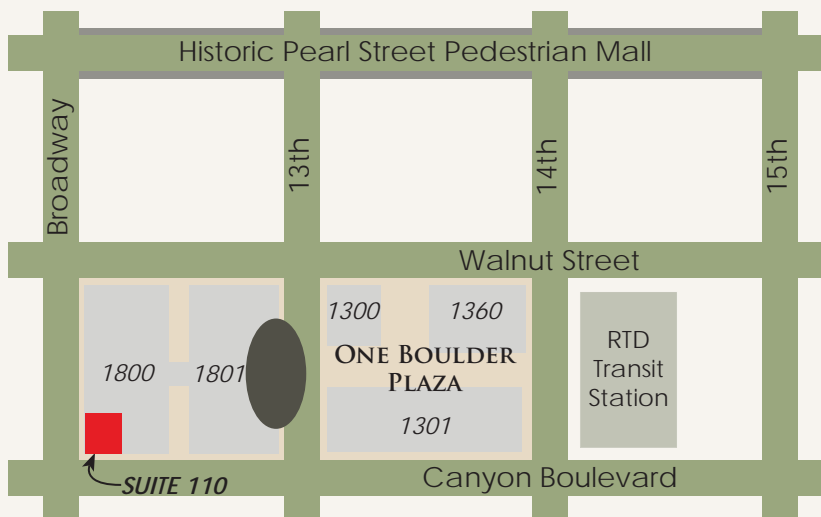 Historic Pearl Street Pedestrian Mall
Broadway
13th
14th
15th
Walnut Street
1300
1360
RTD
Transit
Station
One Boulder
Plaza
1800
1801
1301
SUITE 110
Canyon Boulevard